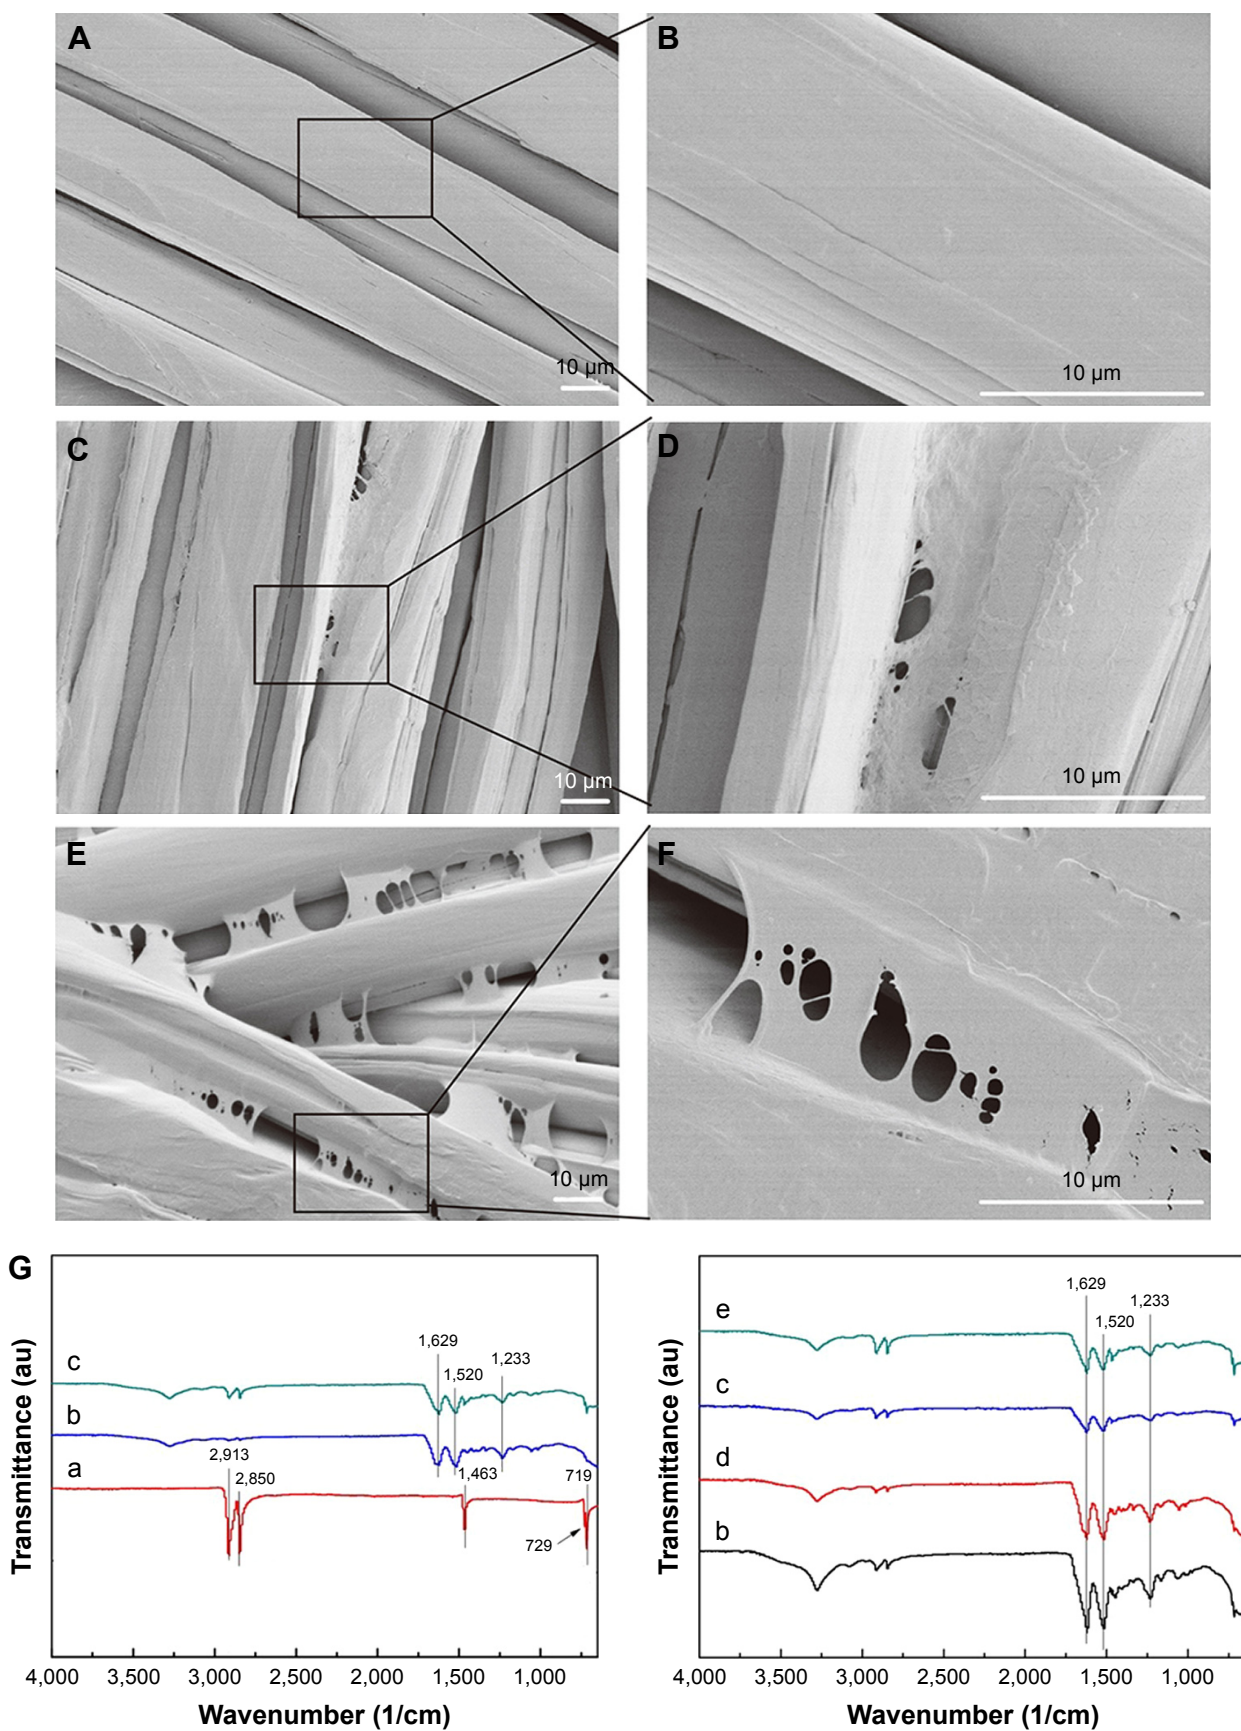 A
B
10 µm
10 µm
C
D
10 µm
10 µm
E
F
10 µm
10 µm
G
Transmittance (au)
c
b
a
1,629
1,520
1,233
2,913
2,850
1,463
719
729
4,000 3,500 3,000 2,500 2,000 1,500 1,000
Wavenumber (1/cm)
Transmittance (au)
e
c
d
b
1,629
1,520
1,233
4,000 3,500 3,000 2,500 2,000 1,500 1,000
Wavenumber (1/cm)